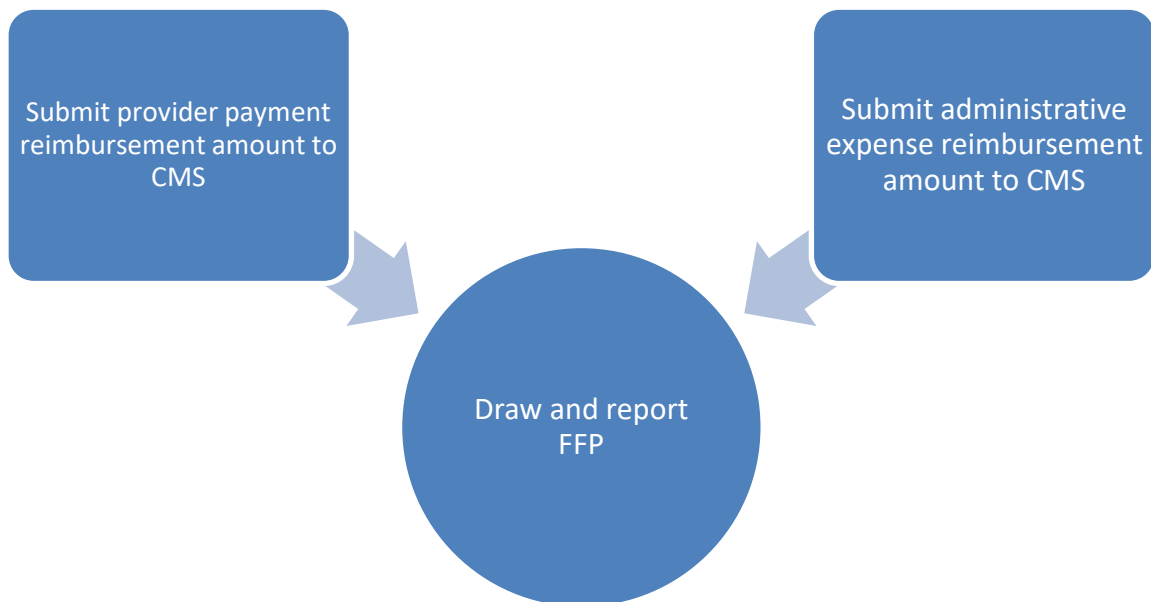 Submit provider payment
reimbursement amount to
CMS
Submit administrative
expense reimbursement
amount to CMS
Draw and report
FFP